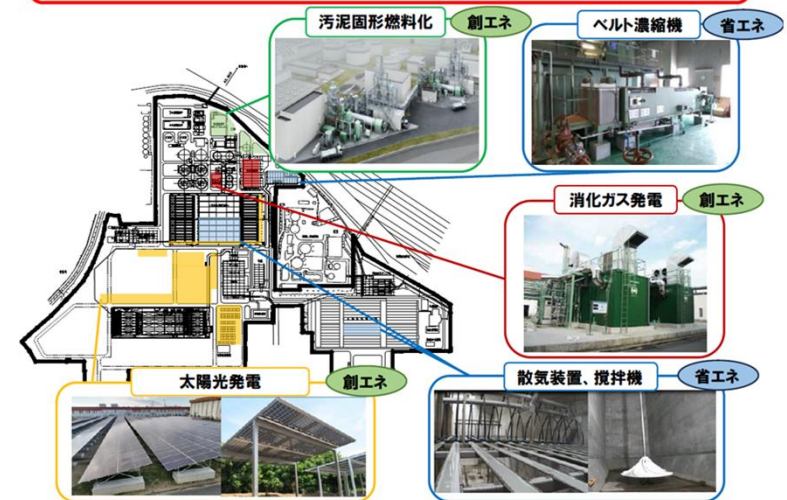 汚泥固形燃料化
創エネ
ベルト濃縮機
省エネ
消化ガス発電
創エネ
太陽光発電
創エネ
散気装置、撹拌機
省エネ